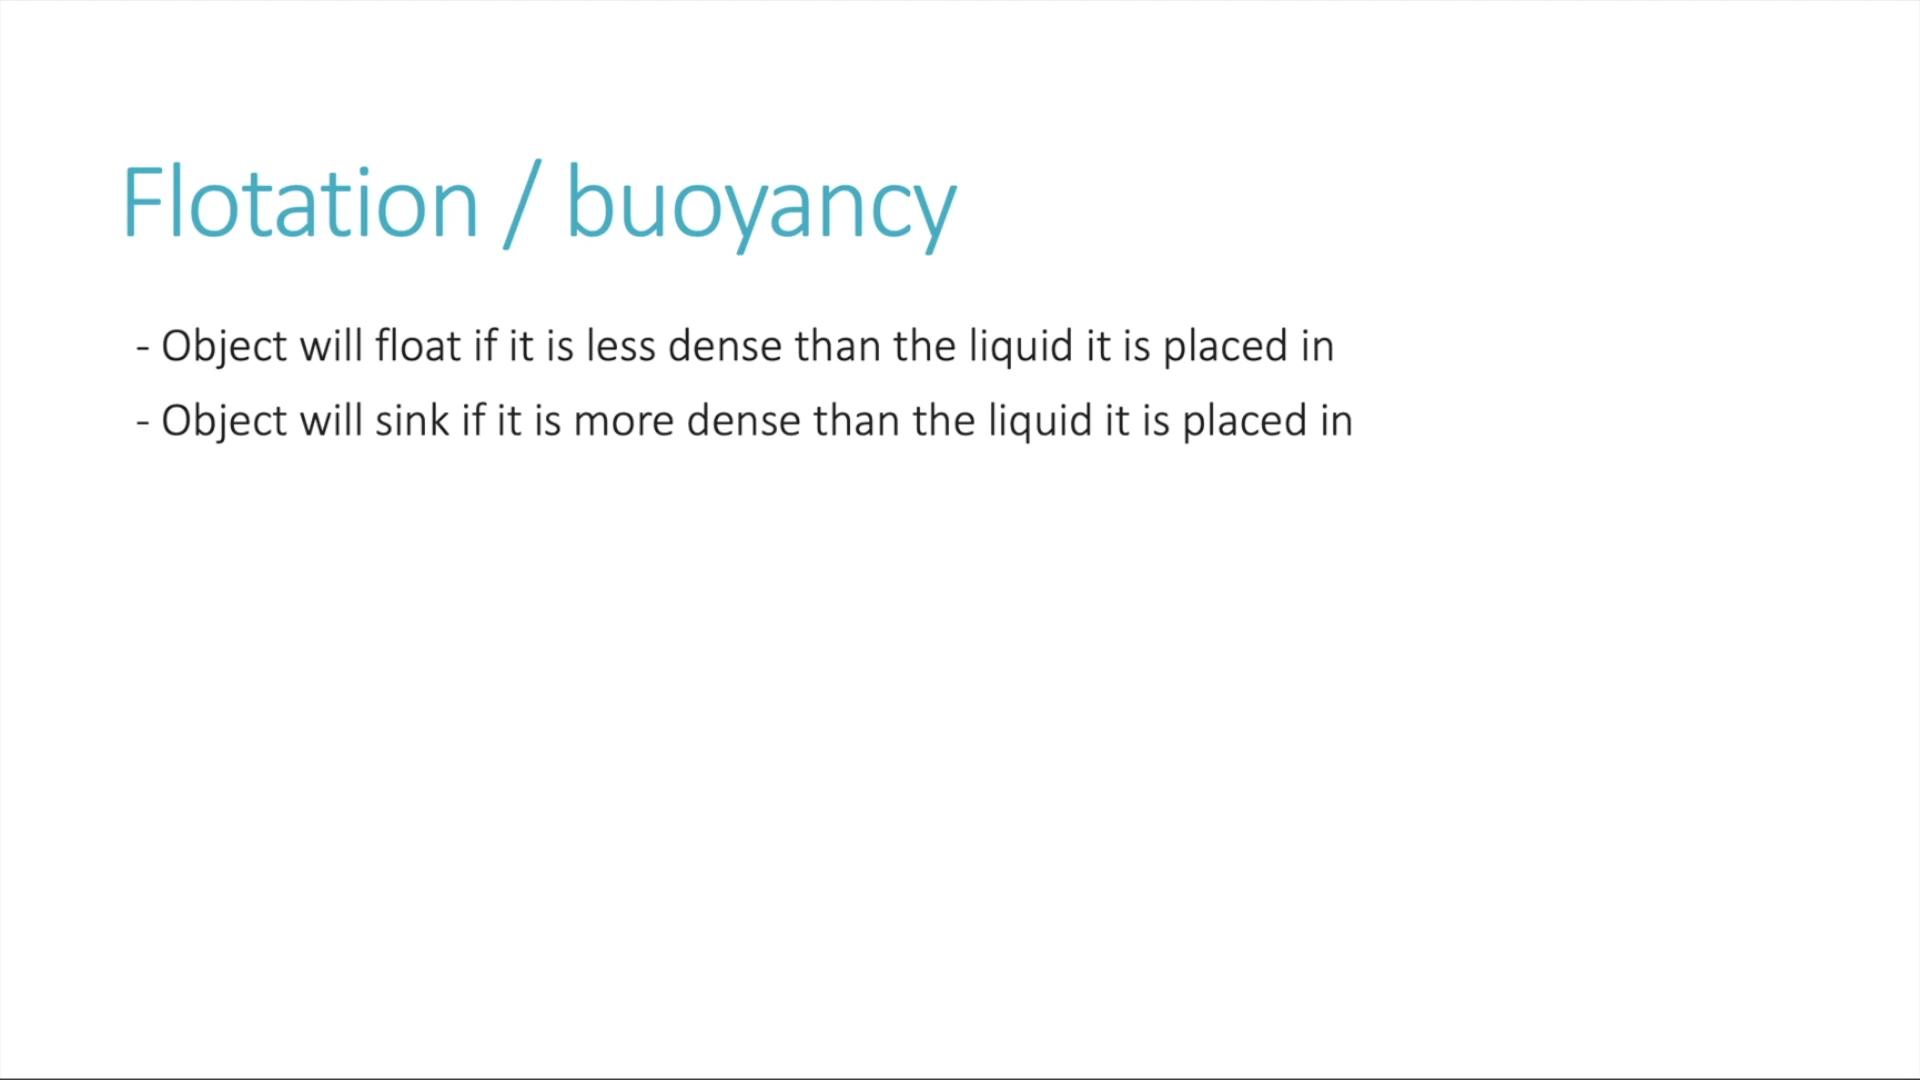 Flotation / buoyancy
- Object will float if it is less dense than the liquid it is placed in
- Object will sink if it is more dense than the liquid it is placed in